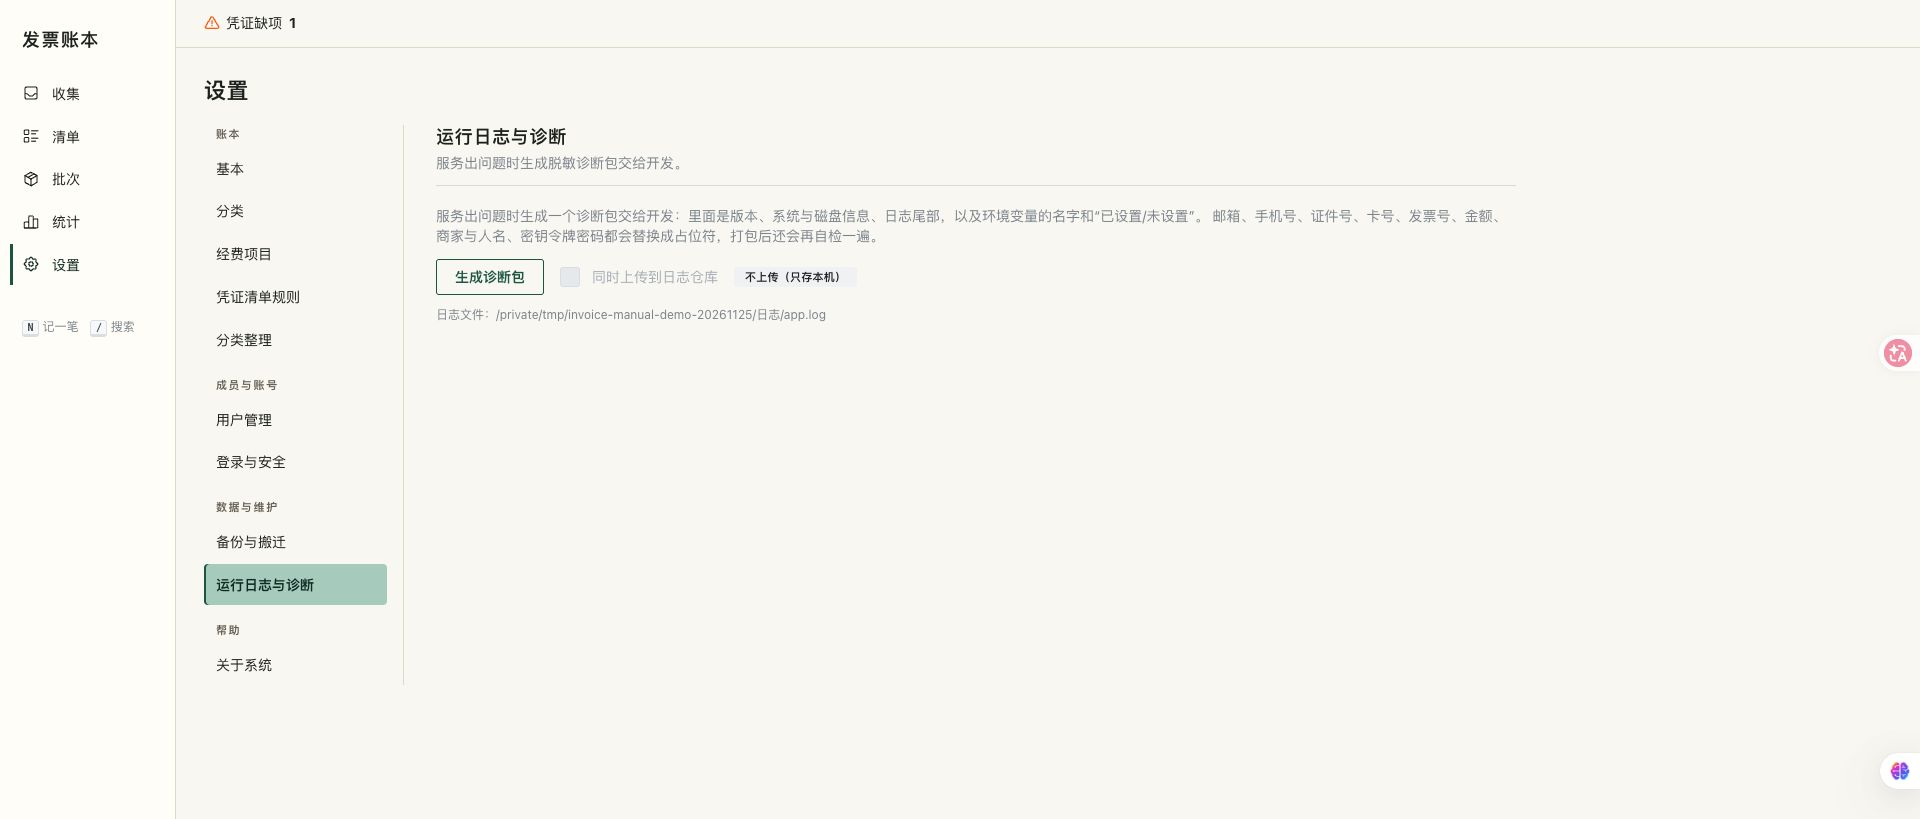 发票账本
收集
清单
批次
统计
设置
N 记一笔 / 搜索
凭证缺项 1
设置
账本
基本
分类
经费项目
凭证清单规则
分类整理
成员与账号
用户管理
登录与安全
数据与维护
备份与搬迁
运行日志与诊断
帮助
关于系统
运行日志与诊断
服务出问题时生成脱敏诊断包交给开发。
服务出问题时生成一个诊断包交给开发：里面是版本、系统与磁盘信息、日志尾部，以及环境变量的名字和“已设置/未设置”。 邮箱、手机号、证件号、卡号、发票号、金额、
商家与人名、密钥令牌密码都会替换成占位符，打包后还会再自检一遍。
生成诊断包 同时上传到日志仓库 不上传（只存本机）
日志文件：/private/tmp/invoice-manual-demo-20261125/日志/app.log